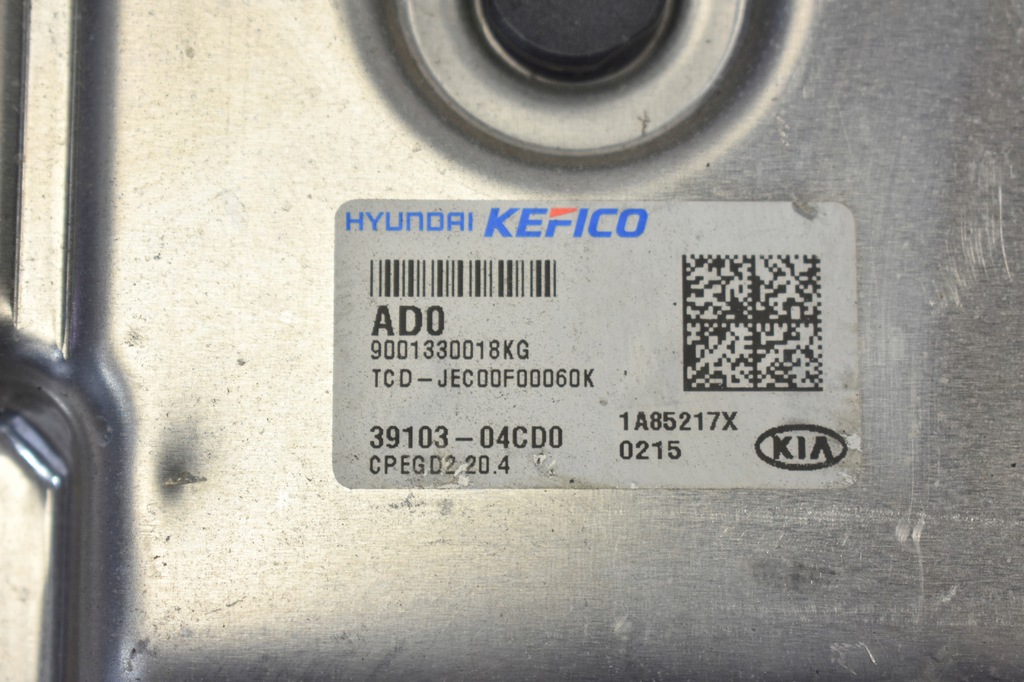 HYUNDAI KEFICO
AD0
9001330018KG
TCD-JEC00F00060K
39103-04CD0
CPEGD2 20.4
1A85217X
0215
KIA